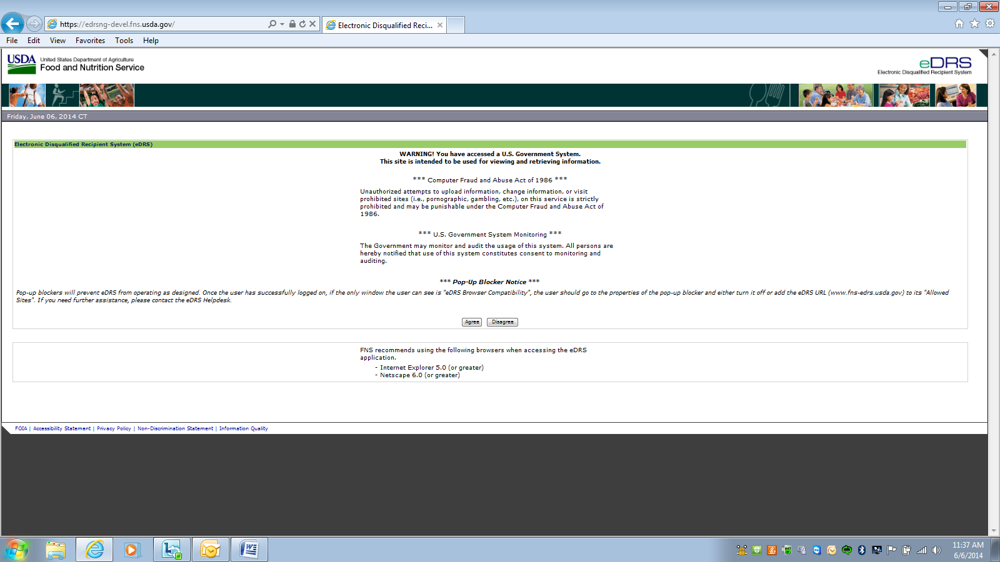 https://edrsng-devel.fns.usda.gov/
Electronic Disqualified Reci...
File Edit View Favorites Tools Help
USDA
United States Department of Agriculture
Food and Nutrition Service
eDRS
Electronic Disqualified Recipient System
Friday, June 06, 2014 CT
Electronic Disqualified Recipient System (eDRS)
WARNING! You have accessed a U.S. Government System.
This site is intended to be used for viewing and retrieving information.
*** Computer Fraud and Abuse Act of 1986 ***
Unauthorized attempts to upload information, change information, or visit
prohibited sites (i.e., pornographic, gambling, etc.), on this service is strictly
prohibited and may be punishable under the Computer Fraud and Abuse Act of
1986.
*** U.S. Government System Monitoring ***
The Government may monitor and audit the usage of this system. All persons are
hereby notified that use of this system constitutes consent to monitoring and
auditing.
*** Pop-Up Blocker Notice ***
Pop-up blockers will prevent eDRS from operating as designed. Once the user has successfully logged on, if the only window the user can see is "eDRS Browser Compatibility", the user should go to the properties of the pop-up blocker and either turn it off or add the eDRS URL (www.fns-edrs.usda.gov) to its "Allowed
Sites". If you need further assistance, please contact the eDRS Helpdesk.
Agree Disagree
FNS recommends using the following browsers when accessing the eDRS
application.
- Internet Explorer 5.0 (or greater)
- Netscape 6.0 (or greater)
FOIA | Accessibility Statement | Privacy Policy | Non-Discrimination Statement | Information Quality
11:37 AM
6/6/2014